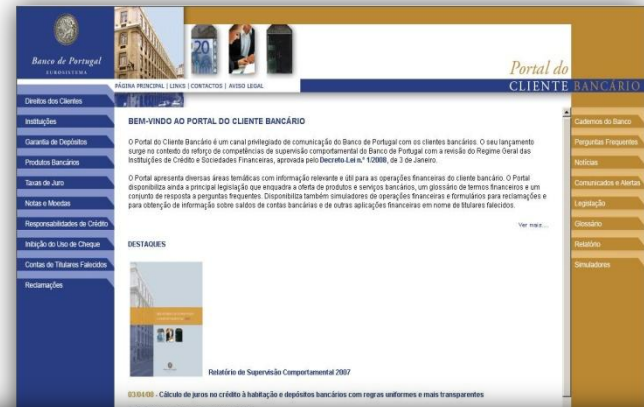 Banco de Portugal
EUROSISTEMA
Portal do
CLIENTE BANCÁRIO
PÁGINA PRINCIPAL | LINKS | CONTACTOS | AVISO LEGAL
Direitos dos Clientes
Instituições
Garantia de Depósitos
Produtos Bancários
Taxas de Juro
Notas e Moedas
Responsabilidades de Crédito
Inibição do Uso de Cheque
Contas de Titulares Falecidos
Reclamações
BEM-VINDO AO PORTAL DO CLIENTE BANCÁRIO
O Portal do Cliente Bancário é um canal privilegiado de comunicação do Banco de Portugal com os clientes bancários. O seu lançamento
surge no contexto do reforço de competências de supervisão comportamental do Banco de Portugal com a revisão do Regime Geral das
Instituições de Crédito e Sociedades Financeiras, aprovada pelo Decreto-Lei n.º 1/2008, de 3 de Janeiro.
O Portal apresenta diversas áreas temáticas com informação relevante e útil para as operações financeiras do cliente bancário. O Portal
disponibiliza ainda a principal legislação que enquadra a oferta de produtos e serviços bancários, um glossário de termos financeiros e um
conjunto de resposta a perguntas frequentes. Disponibiliza também simuladores de operações financeiras e formulários para reclamações e
para obtenção de informação sobre saldos de contas bancárias e de outras aplicações financeiras em nome de titulares falecidos.
Ver mais...
DESTAQUES
Relatório de Supervisão Comportamental 2007
03/04/08 - Cálculo de juros no crédito à habitação e depósitos bancários com regras uniformes e mais transparentes
Cadernos do Banco
Perguntas Frequentes
Notícias
Comunicados e Alertas
Legislação
Glossário
Relatório
Simuladores
20